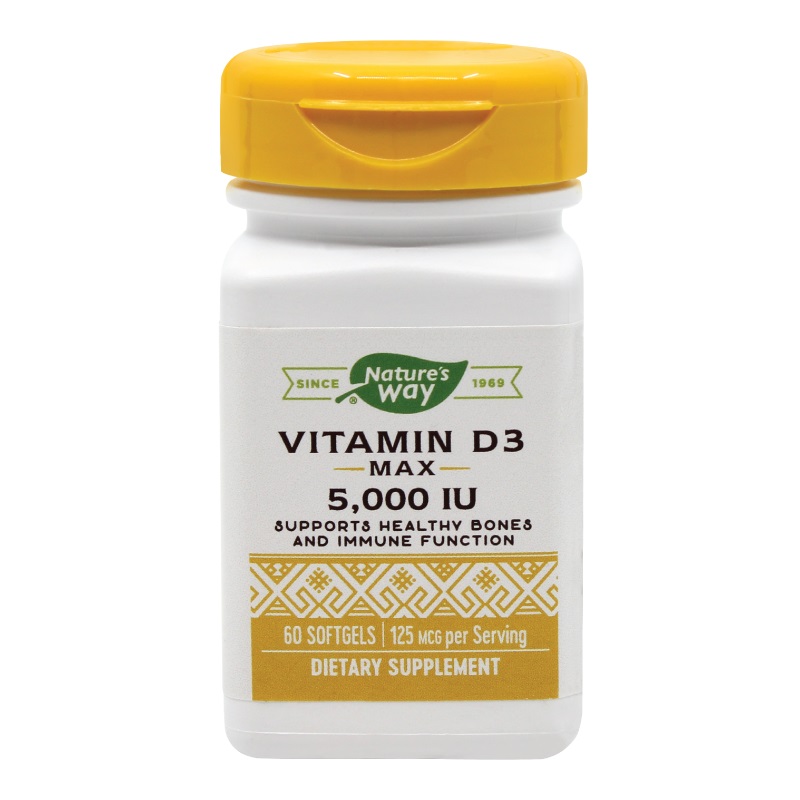 SINCE Nature's Way® 1969
VITAMIN D3
MAX
5,000 IU
SUPPORTS HEALTHY BONES
AND IMMUNE FUNCTION
60 SOFTGELS | 125 MCG per Serving
DIETARY SUPPLEMENT